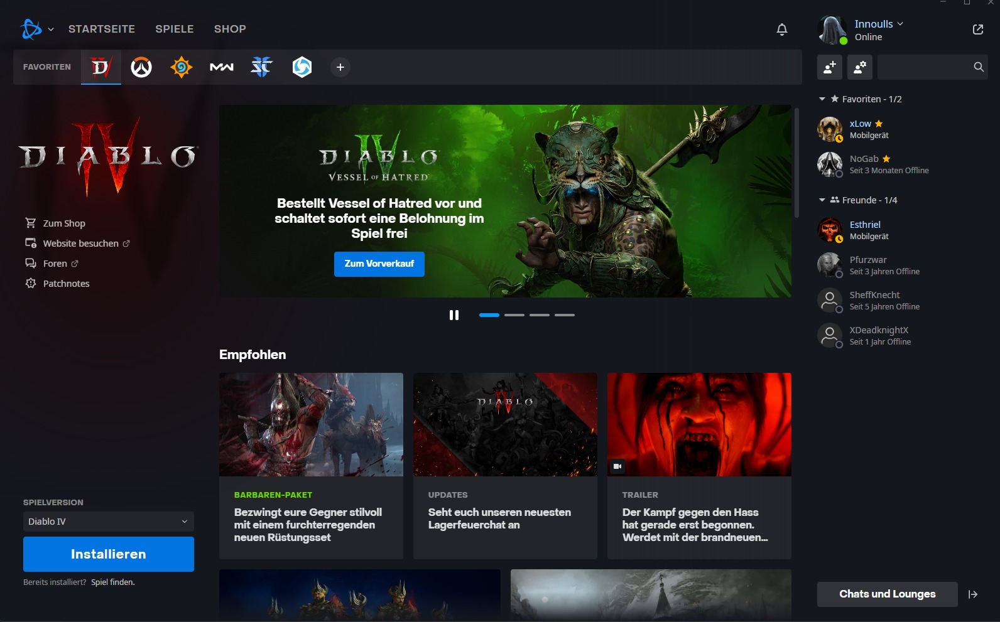 STARTSEITE
SPIELE
SHOP
FAVORITEN
DIABLO
IV
Zum Shop
Website besuchen
Foren
Patchnotes
SPIELVERSION
Diablo IV
Installieren
Bereits installiert? Spiel finden.
DIABLO
IV
VESSEL OF HATRED
Bestellt Vessel of Hatred vor und
schaltet sofort eine Belohnung im
Spiel frei
Zum Vorverkauf
Empfohlen
BARBAREN-PAKET
Bezwingt eure Gegner stilvoll
mit einem furchterregenden
neuen Rüstungsset
DIABLO
IV
UPDATES
Seht euch unseren neuesten
Lagerfeuerchat an
TRAILER
Der Kampf gegen den Hass
hat gerade erst begonnen.
Werdet mit der brandneuen...
Innoulls
Online
Favoriten - 1/2
xLow
Mobilgerät
NoGab
Seit 3 Monaten Offline
Freunde - 1/4
Esthriel
Mobilgerät
Pfurzwar
Seit 3 Jahren Offline
SheffKnecht
Seit 5 Jahren Offline
XDeadknightX
Seit 1 Jahr Offline
Chats und Lounges